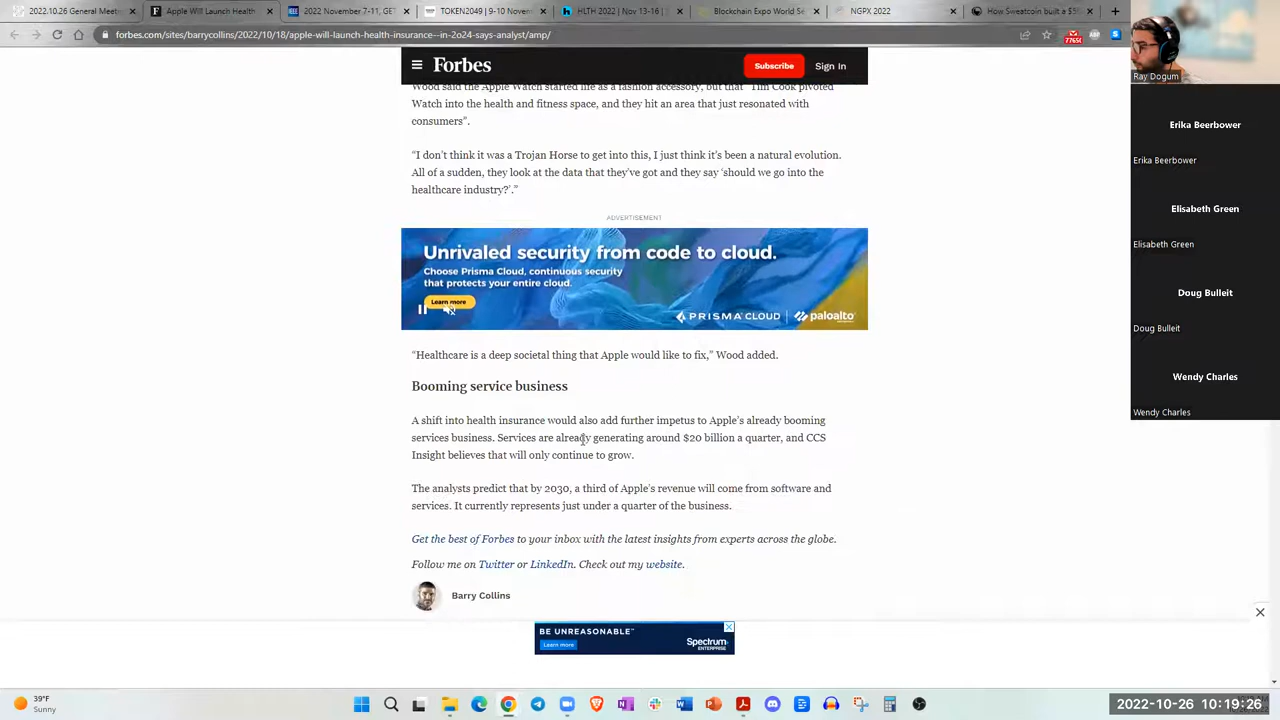 2022.10.26 General Meet
Apple Will Launch Health
IEEE
November 7-11, GET
TOKEN2049 | Nov
HLTH 2022 | Nov 13-16 |
Blockchain Expo World Se
NGPX 2022
How Sweatcoin built a $5
forbes.com/sites/barrycollins/2022/10/18/apple-will-launch-health-insurance--in-2o24-says-analyst/amp/
Forbes
Subscribe
Sign In
Wood said the Apple Watch started life as a fashion accessory, but that "Tim Cook pivoted
Watch into the health and fitness space, and they hit an area that just resonated with
consumers".
"I don't think it was a Trojan Horse to get into this, I just think it's been a natural evolution.
All of a sudden, they look at the data that they've got and they say 'should we go into the
healthcare industry?'."
ADVERTISEMENT
Unrivaled security from code to cloud.
Choose Prisma Cloud, continuous security
that protects your entire cloud.
Learn more
PRISMA CLOUD
paloalto
"Healthcare is a deep societal thing that Apple would like to fix," Wood added.
Booming service business
A shift into health insurance would also add further impetus to Apple's already booming
services business. Services are already generating around $20 billion a quarter, and CCS
Insight believes that will only continue to grow.
The analysts predict that by 2030, a third of Apple's revenue will come from software and
services. It currently represents just under a quarter of the business.
Get the best of Forbes to your inbox with the latest insights from experts across the globe.
Follow me on Twitter or LinkedIn. Check out my website.
Barry Collins
BE UNREASONABLE™
Learn more
Spectrum
ENTERPRISE
Ray Dogum
Erika Beerbower
Erika Beerbower
Elisabeth Green
Elisabeth Green
Doug Bulleit
Doug Bulleit
Wendy Charles
Wendy Charles
39°F
Sunny
2022-10-26 10:19:26